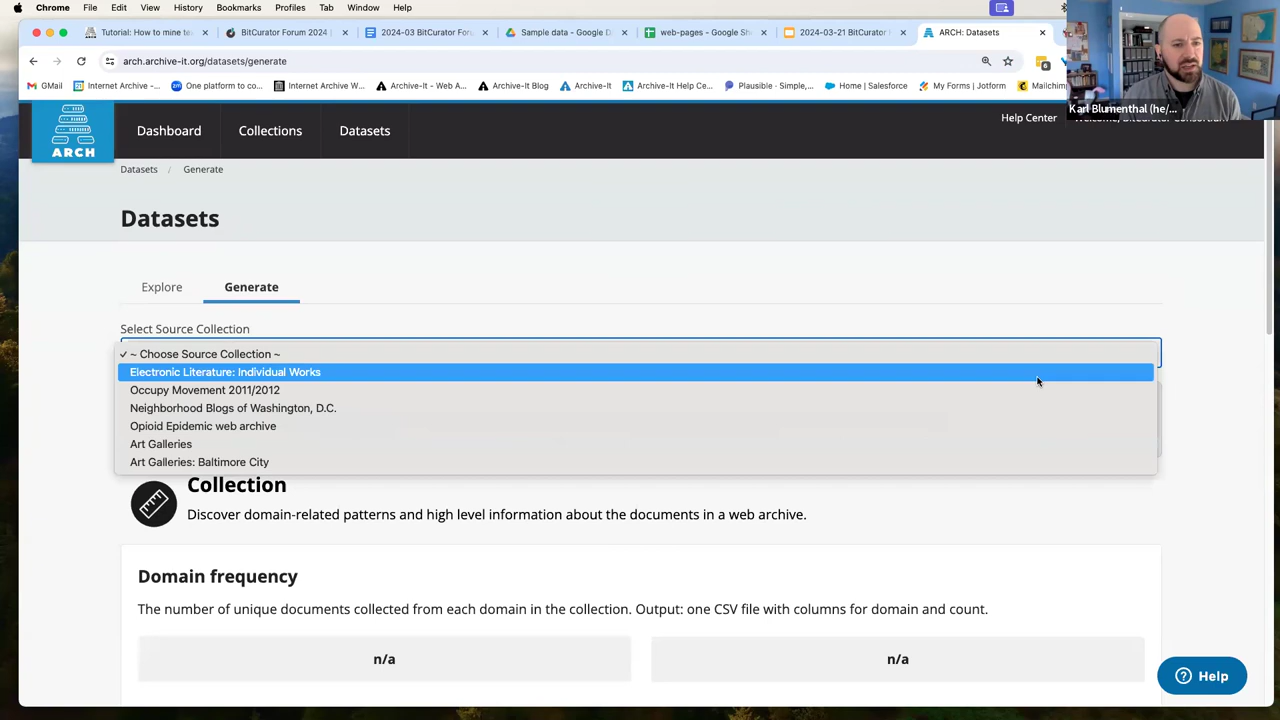 Chrome File Edit View History Bookmarks Profiles Tab Window Help
Tutorial: How to mine te
BitCurator Forum 2024 |
2024-03 BitCurator For
Sample data - Google D
web-pages - Google Sh
2024-03-21 BitCurator
ARCH: Datasets
arch.archive-it.org/datasets/generate
GMail
Internet Archive -...
One platform to co...
Internet Archive W...
Archive-It - Web A...
Archive-It Blog
Archive-It
Archive-It Help Ce...
Plausible · Simple,...
Home | Salesforce
My Forms | Jotform
Mailchim
Karl Blumenthal (he/...
ARCH
Dashboard
Collections
Datasets
Help Center
Datasets / Generate
Datasets
Explore
Generate
Select Source Collection
✓ ~ Choose Source Collection ~
Electronic Literature: Individual Works
Occupy Movement 2011/2012
Neighborhood Blogs of Washington, D.C.
Opioid Epidemic web archive
Art Galleries
Art Galleries: Baltimore City
Collection
Discover domain-related patterns and high level information about the documents in a web archive.
Domain frequency
The number of unique documents collected from each domain in the collection. Output: one CSV file with columns for domain and count.
n/a
n/a
Help